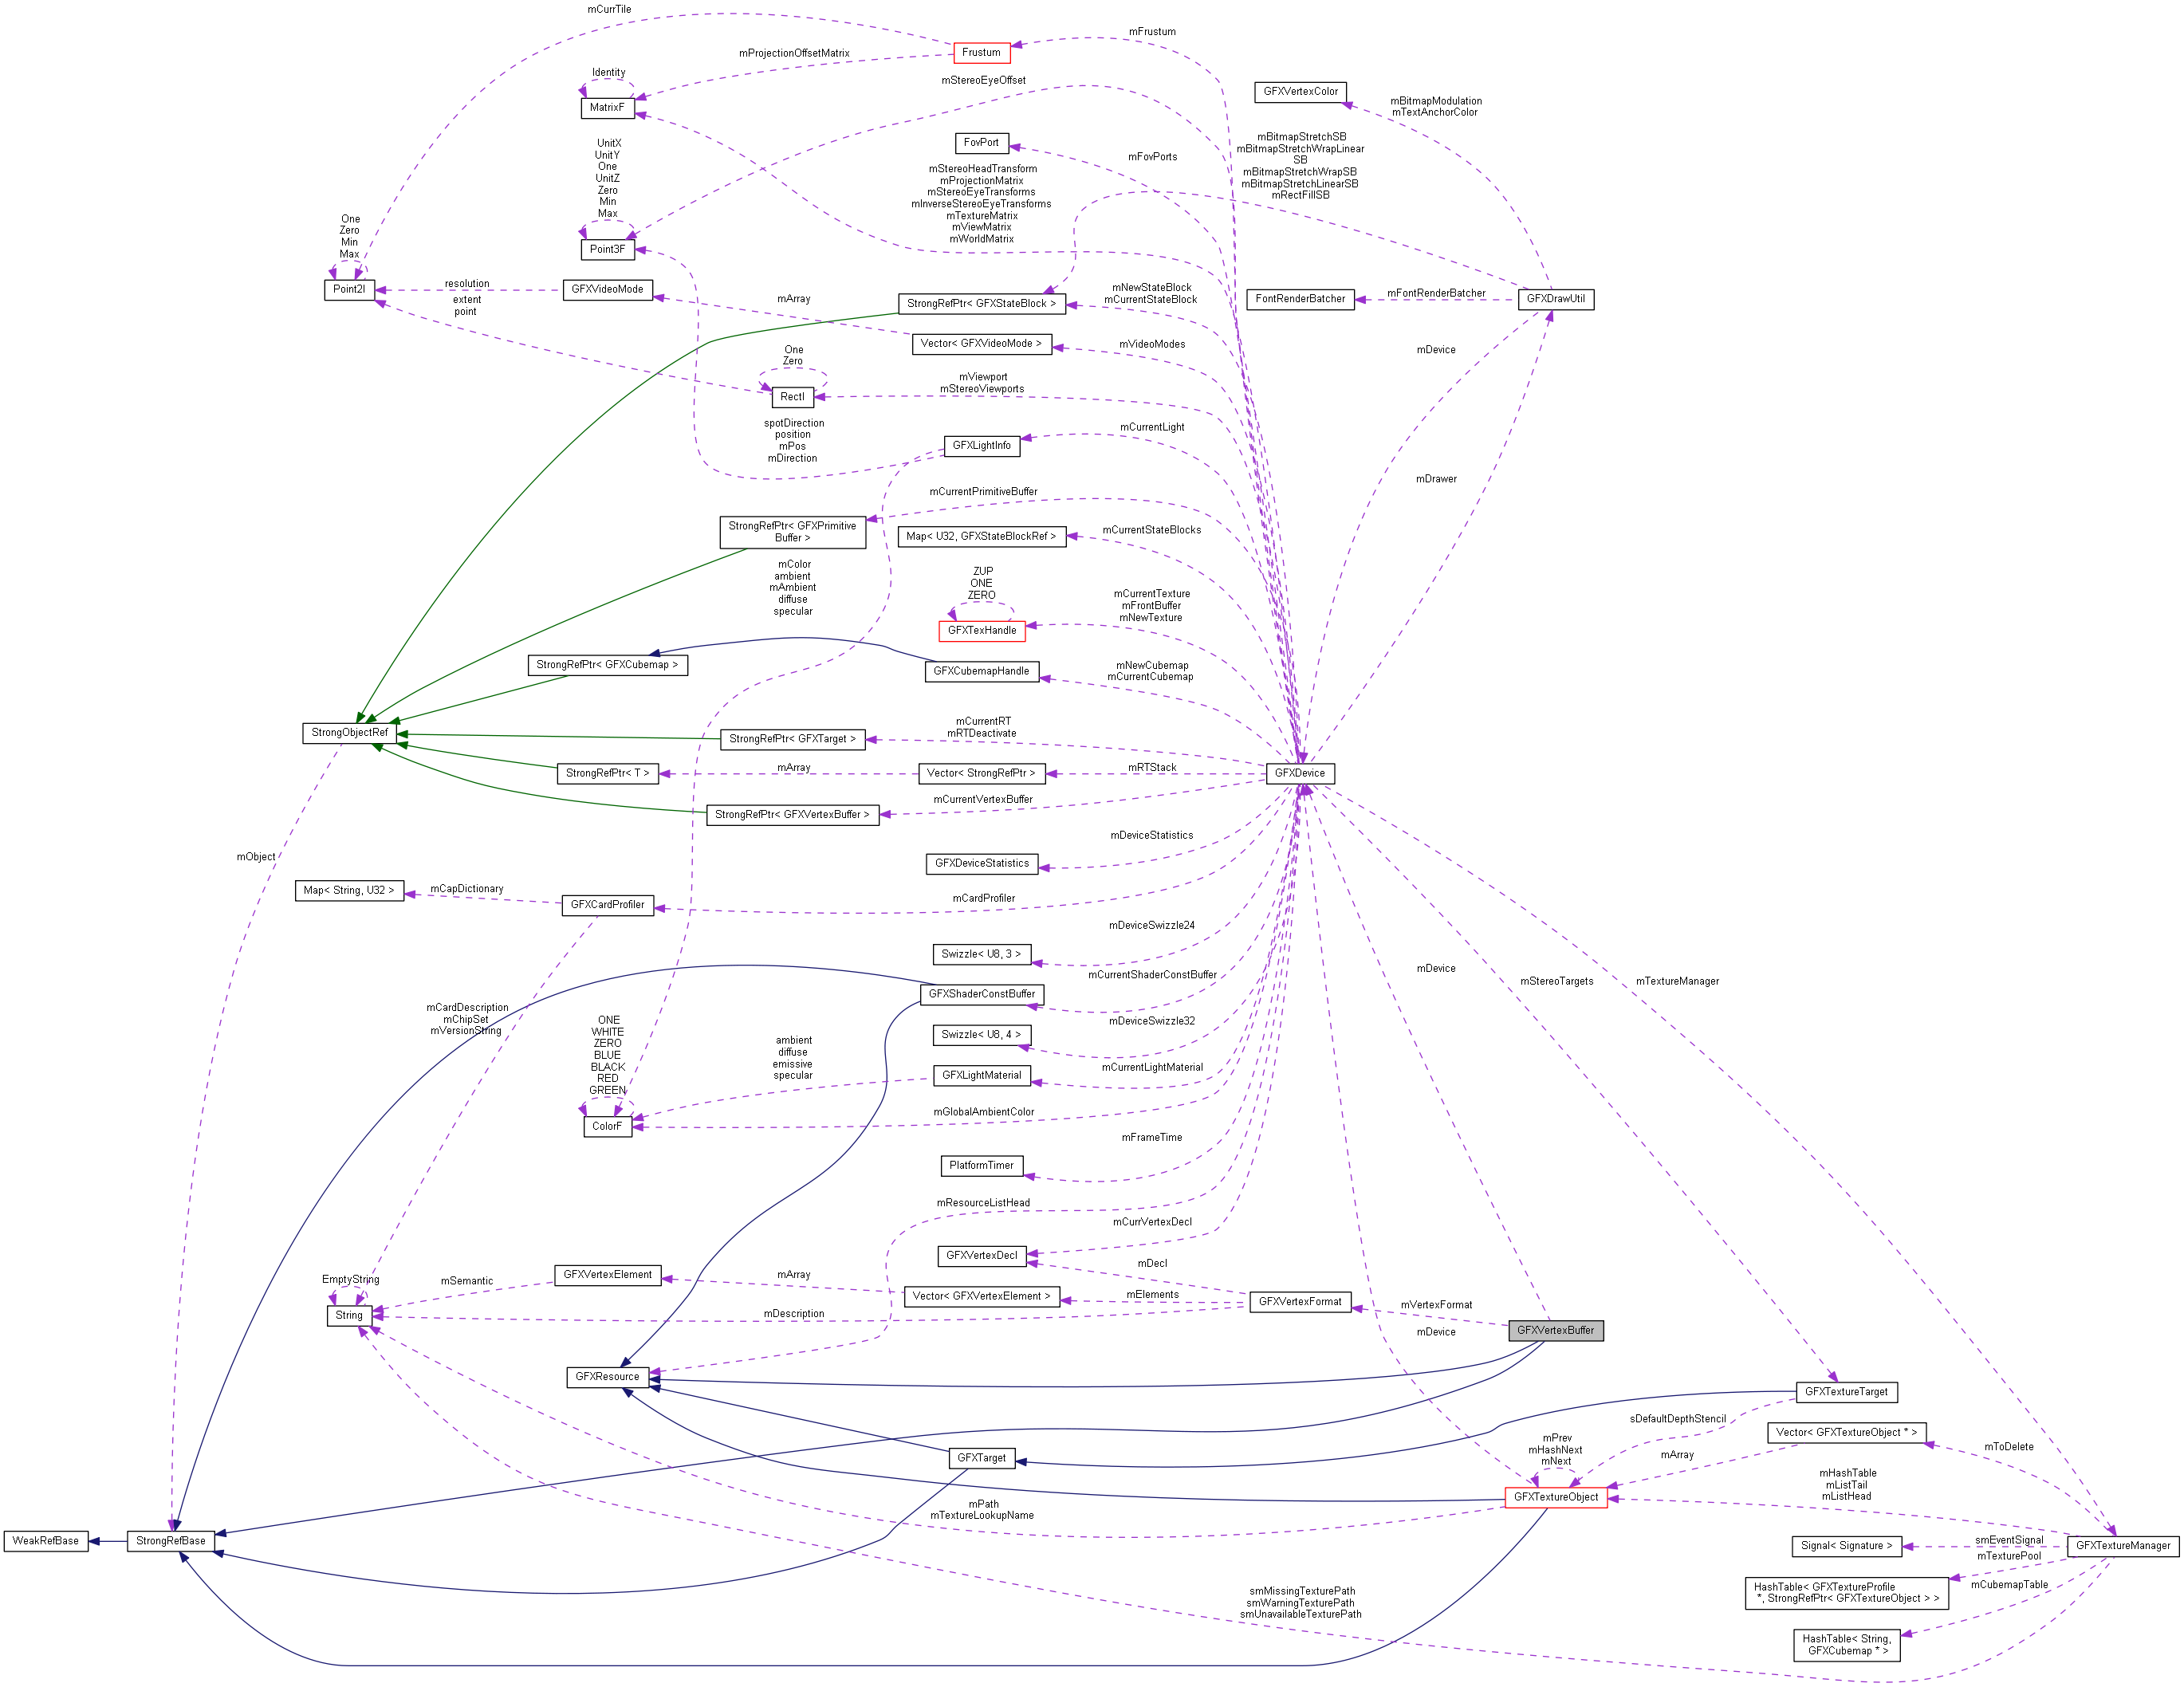 mCurrTile
mFrustum
Frustum
mProjectionOffsetMatrix
Identity
mStereoEyeOffset
GFXVertexColor
mBitmapModulation
mTextAnchorColor
MatrixF
FovPort
mFovPorts
mBitmapStretchSB
mBitmapStretchWrapLinear
SB
mBitmapStretchWrapSB
mBitmapStretchLinearSB
mRectFillSB
UnitX
UnitY
One
UnitZ
Zero
Min
Max
mStereoHeadTransform
mProjectionMatrix
mStereoEyeTransforms
mInverseStereoEyeTransforms
mTextureMatrix
mViewMatrix
mWorldMatrix
One
Zero
Min
Max
Point3F
Point2I
resolution
GFXVideoMode
extent
point
mArray
StrongRefPtr< GFXStateBlock >
mNewStateBlock
mCurrentStateBlock
FontRenderBatcher
mFontRenderBatcher
GFXDrawUtil
Vector< GFXVideoMode >
mVideoModes
mDevice
One
Zero
RectI
mViewport
mStereoViewports
spotDirection
position
mPos
mDirection
GFXLightInfo
mCurrentLight
mDrawer
mCurrentPrimitiveBuffer
StrongRefPtr< GFXPrimitive
Buffer >
Map< U32, GFXStateBlockRef >
mCurrentStateBlocks
mColor
ambient
mAmbient
diffuse
specular
ZUP
ONE
ZERO
GFXTexHandle
mCurrentTexture
mFrontBuffer
mNewTexture
StrongRefPtr< GFXCubemap >
GFXCubemapHandle
mNewCubemap
mCurrentCubemap
StrongObjectRef
StrongRefPtr< GFXTarget >
mCurrentRT
mRTDeactivate
StrongRefPtr< T >
mArray
Vector< StrongRefPtr >
mRTStack
GFXDevice
StrongRefPtr< GFXVertexBuffer >
mCurrentVertexBuffer
mObject
GFXDeviceStatistics
mDeviceStatistics
Map< String, U32 >
mCapDictionary
GFXCardProfiler
mCardProfiler
mDeviceSwizzle24
Swizzle< U8, 3 >
mCurrentShaderConstBuffer
GFXShaderConstBuffer
mDevice
mStereoTargets
mTextureManager
mCardDescription
mChipSet
mVersionString
ONE
WHITE
ZERO
BLUE
BLACK
RED
GREEN
ambient
diffuse
emissive
specular
Swizzle< U8, 4 >
mDeviceSwizzle32
GFXLightMaterial
mCurrentLightMaterial
ColorF
mGlobalAmbientColor
PlatformTimer
mFrameTime
mResourceListHead
mCurrVertexDecl
GFXVertexDecl
mDecl
EmptyString
mSemantic
GFXVertexElement
mArray
Vector< GFXVertexElement >
mElements
GFXVertexFormat
mVertexFormat
String
mDescription
GFXVertexBuffer
mDevice
GFXResource
GFXTextureTarget
sDefaultDepthStencil
Vector< GFXTextureObject * >
mToDelete
mPrev
mHashNext
mNext
mArray
GFXTarget
mHashTable
mListTail
mListHead
GFXTextureObject
mPath
mTextureLookupName
WeakRefBase
StrongRefBase
Signal< Signature >
smEventSignal
GFXTextureManager
mTexturePool
HashTable< GFXTextureProfile
*, StrongRefPtr< GFXTextureObject > >
mCubemapTable
smMissingTexturePath
smWarningTexturePath
smUnavailableTexturePath
HashTable< String,
GFXCubemap * >